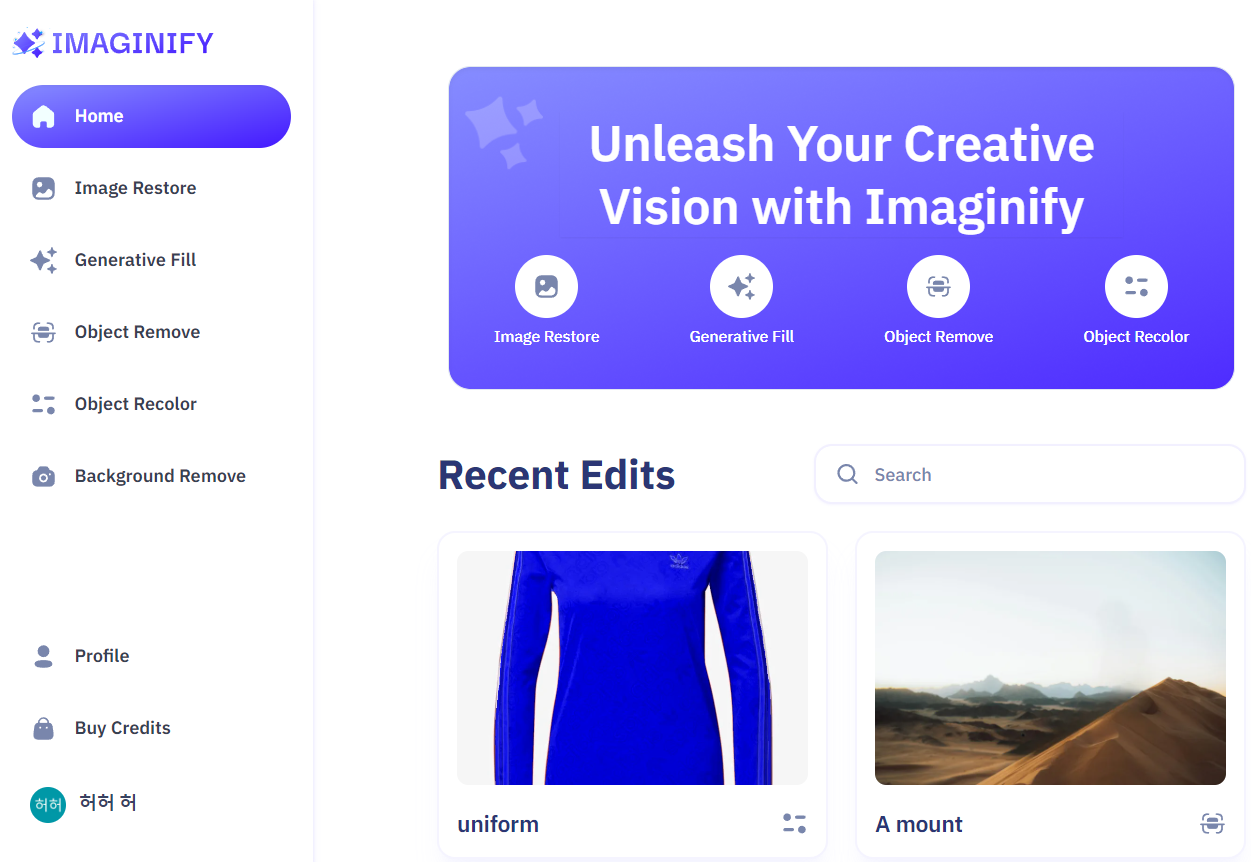 IMAGINIFY
Home
Image Restore
Generative Fill
Object Remove
Object Recolor
Background Remove
Profile
Buy Credits
허허
허허 허
Unleash Your Creative
Vision with Imaginify
Image Restore
Generative Fill
Object Remove
Object Recolor
Recent Edits
Search
adidas
uniform
A mount